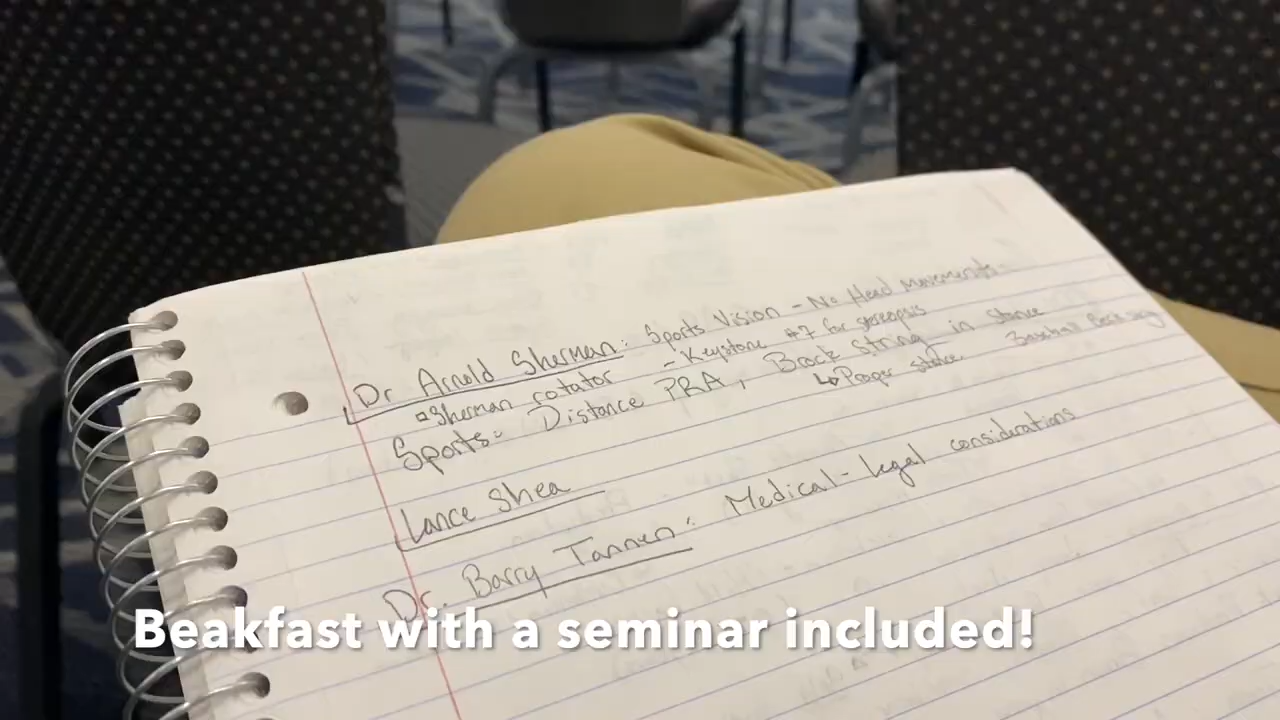 Dr Arnold Sherman: Sports Vision - No Head movements
Sherman rotator - Keystone #7 for stereopsis
Sports: Distance PRA, Brock String in stance
↳ Proper stance Baseball
Lance Shea
Dr Barry Tannen: Medical-legal considerations
Beakfast with a seminar included!